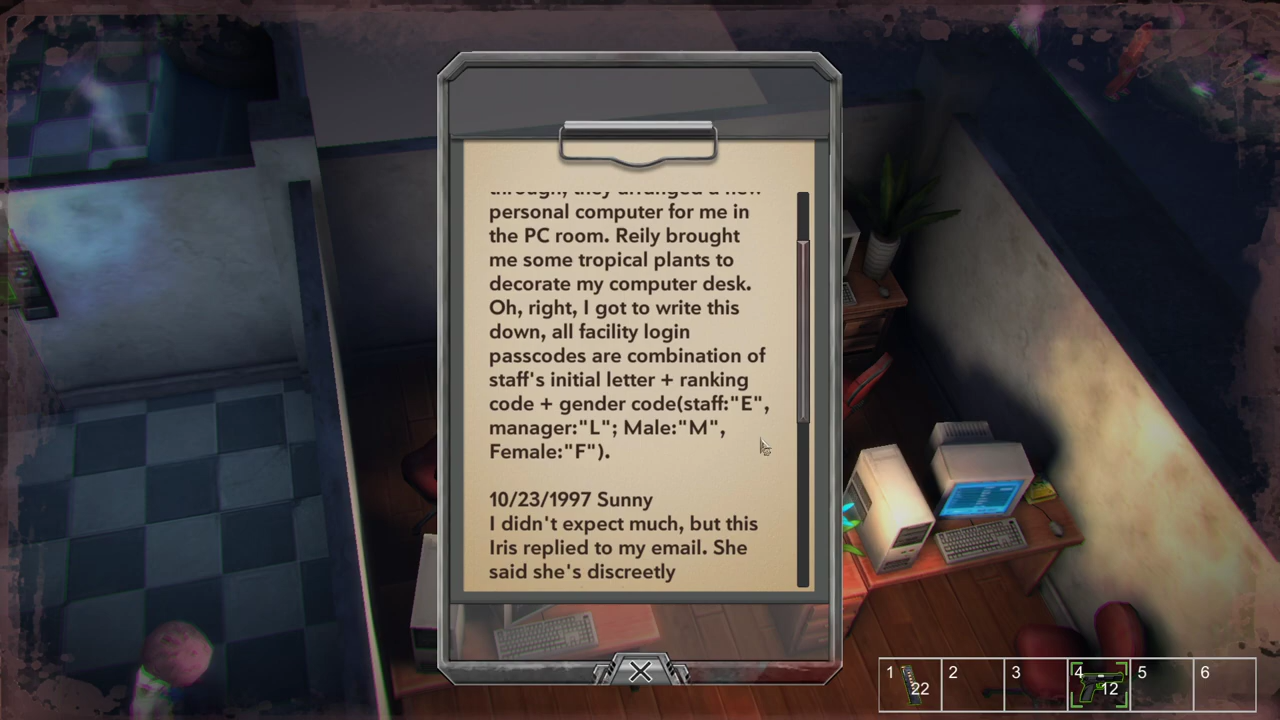 personal computer for me in
the PC room. Reily brought
me some tropical plants to
decorate my computer desk.
Oh, right, I got to write this
down, all facility login
passcodes are combination of
staff's initial letter + ranking
code + gender code(staff:"E",
manager:"L"; Male:"M",
Female:"F").
10/23/1997 Sunny
I didn't expect much, but this
Iris replied to my email. She
said she's discreetly
1 22 2 3 4 12 5 6